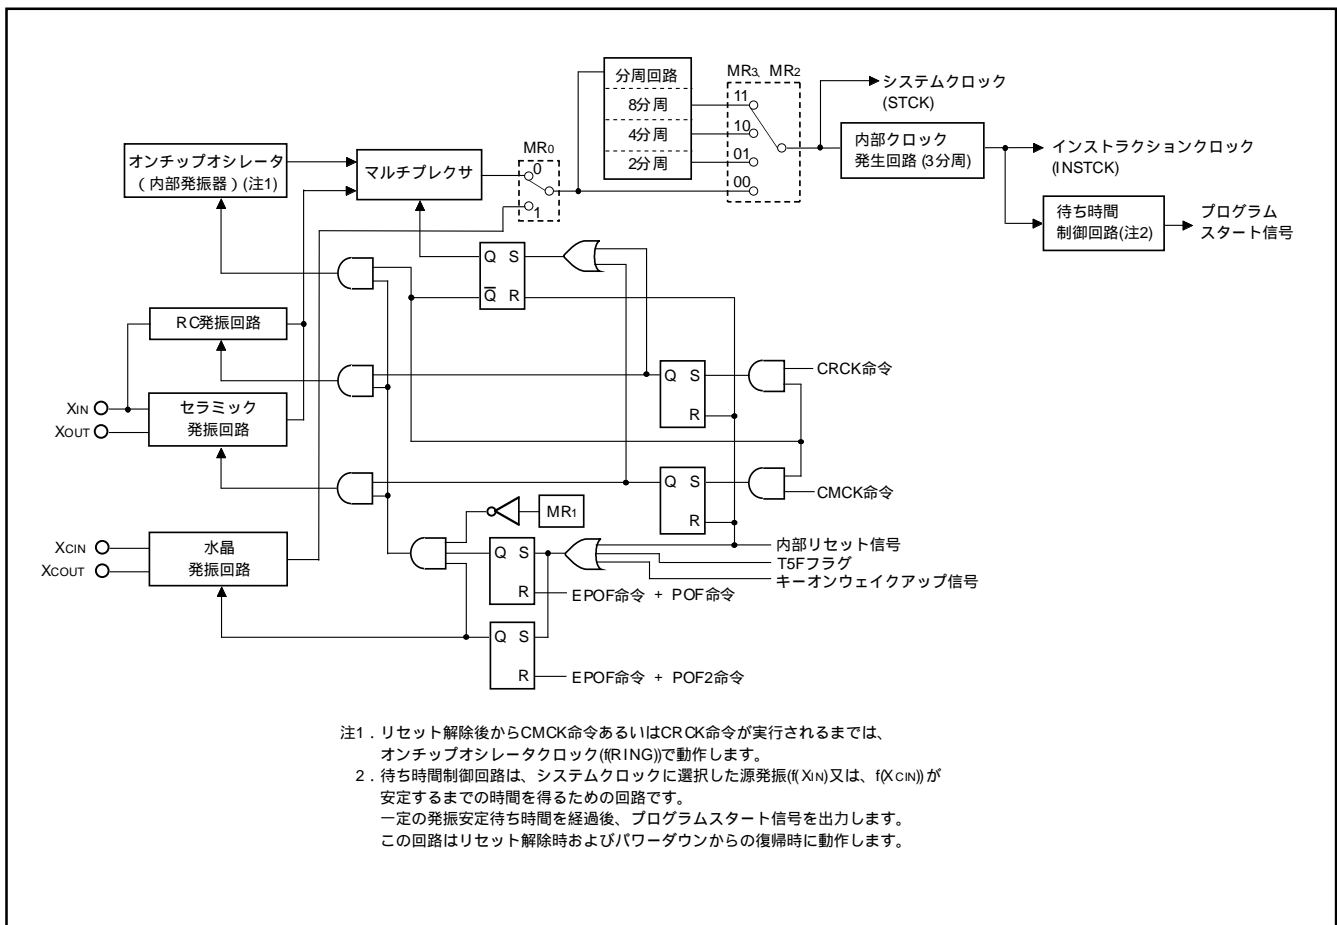 分周回路
MR3、MR2
システムクロック
(STCK)
8分周
11
4分周
10
2分周
01
00
内部クロック
発生回路(3分周)
インストラクションクロック
(INSTCK)
オンチップオシレータ
(内部発振器)(注1)
マルチプレクサ
MR0
0
1
待ち時間
制御回路(注2)
プログラム
スタート信号
Q S
Q R
RC発振回路
Q S
R
CRCK命令
XIN
XOUT
セラミック
発振回路
Q S
R
CMCK命令
MR1
XCIN
XCOUT
水晶
発振回路
Q S
R
内部リセット信号
T5Fフラグ
キーオンウェイクアップ信号
EPOF命令 + POF命令
Q S
R
EPOF命令 + POF2命令
注1．リセット解除後からCMCK命令あるいはCRCK命令が実行されるまでは、
オンチップオシレータクロック(f(RING))で動作します。
2．待ち時間制御回路は、システムクロックに選択した源発振(f(XIN)又は、f(XCIN))が
安定するまでの時間を得るための回路です。
一定の発振安定待ち時間を経過後、プログラムスタート信号を出力します。
この回路はリセット解除時およびパワーダウンからの復帰時に動作します。